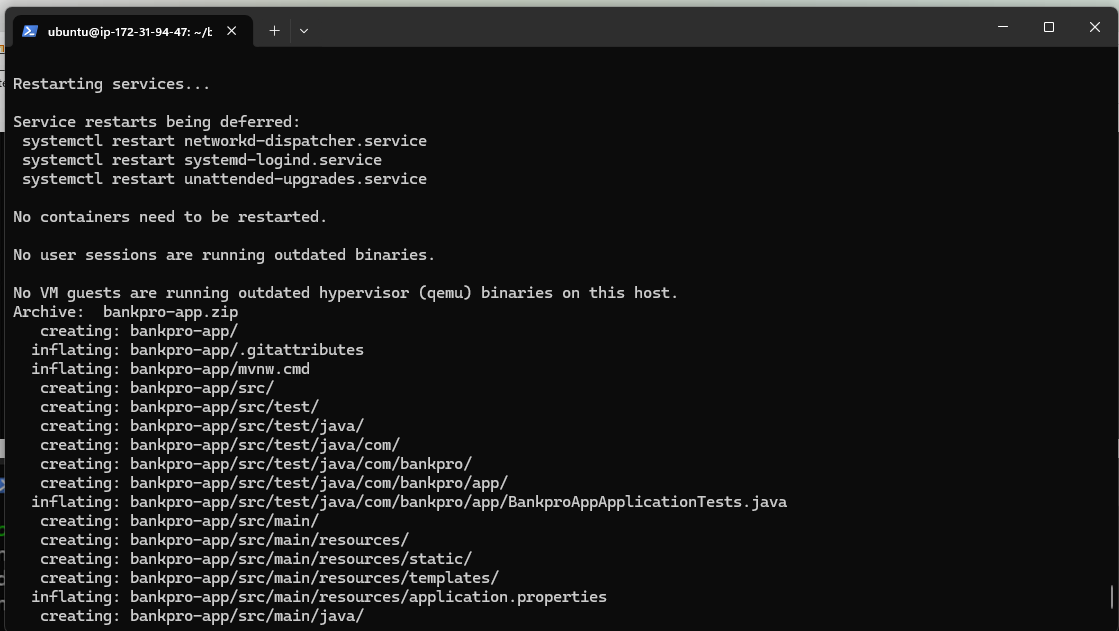 ubuntu@ip-172-31-94-47: ~/b
Restarting services...
Service restarts being deferred:
systemctl restart networkd-dispatcher.service
systemctl restart systemd-logind.service
systemctl restart unattended-upgrades.service
No containers need to be restarted.
No user sessions are running outdated binaries.
No VM guests are running outdated hypervisor (qemu) binaries on this host.
Archive:  bankpro-app.zip
   creating: bankpro-app/
  inflating: bankpro-app/.gitattributes
  inflating: bankpro-app/mvnw.cmd
   creating: bankpro-app/src/
   creating: bankpro-app/src/test/
   creating: bankpro-app/src/test/java/
   creating: bankpro-app/src/test/java/com/
   creating: bankpro-app/src/test/java/com/bankpro/
   creating: bankpro-app/src/test/java/com/bankpro/app/
  inflating: bankpro-app/src/test/java/com/bankpro/app/BankproAppApplicationTests.java
   creating: bankpro-app/src/main/
   creating: bankpro-app/src/main/resources/
   creating: bankpro-app/src/main/resources/static/
   creating: bankpro-app/src/main/resources/templates/
  inflating: bankpro-app/src/main/resources/application.properties
   creating: bankpro-app/src/main/java/